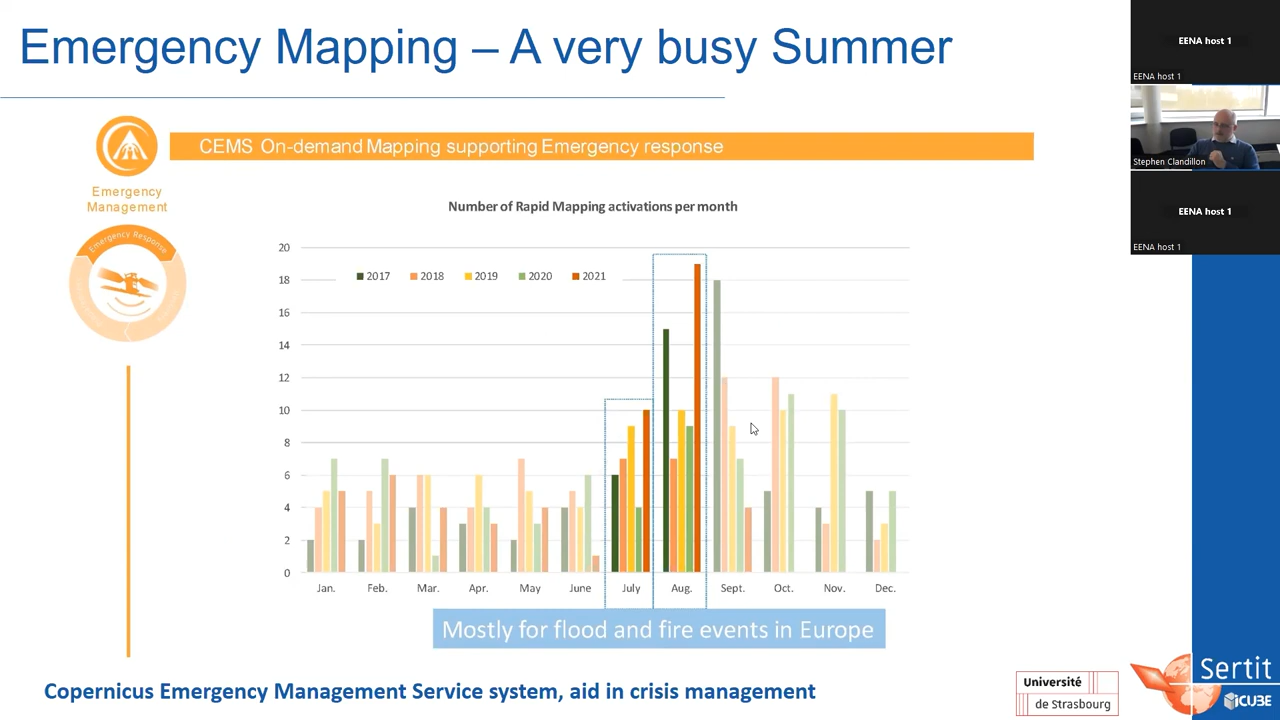 Emergency Mapping – A very busy Summer
EENA host 1
EENA host 1
Stephen Clandillon
EENA host 1
EENA host 1
CEMS On-demand Mapping supporting Emergency response
Emergency
Management
Emergency Response
Number of Rapid Mapping activations per month
2017 2018 2019 2020 2021
20
18
16
14
12
10
8
6
4
2
0
Jan. Feb. Mar. Apr. May June July Aug. Sept. Oct. Nov. Dec.
Mostly for flood and fire events in Europe
Copernicus Emergency Management Service system, aid in crisis management
Université
de Strasbourg
Sertit
ICUBE